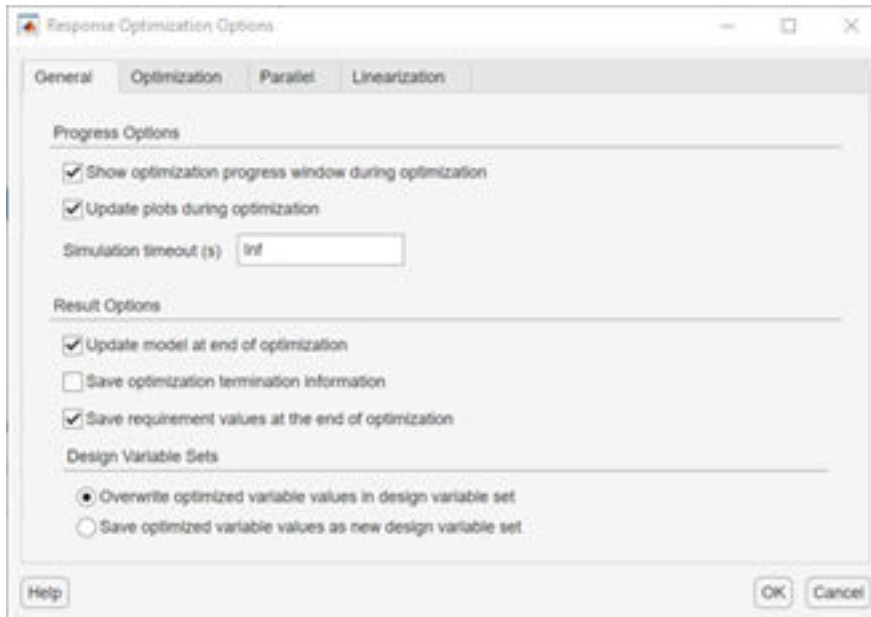 Response Optimization Options
General Optimization Parallel Linearization
Progress Options
Show optimization progress window during optimization
Update plots during optimization
Simulation timeout (s) Inf
Result Options
Update model at end of optimization
Save optimization termination information
Save requirement values at the end of optimization
Design Variable Sets
Overwrite optimized variable values in design variable set
Save optimized variable values as new design variable set
Help OK Cancel